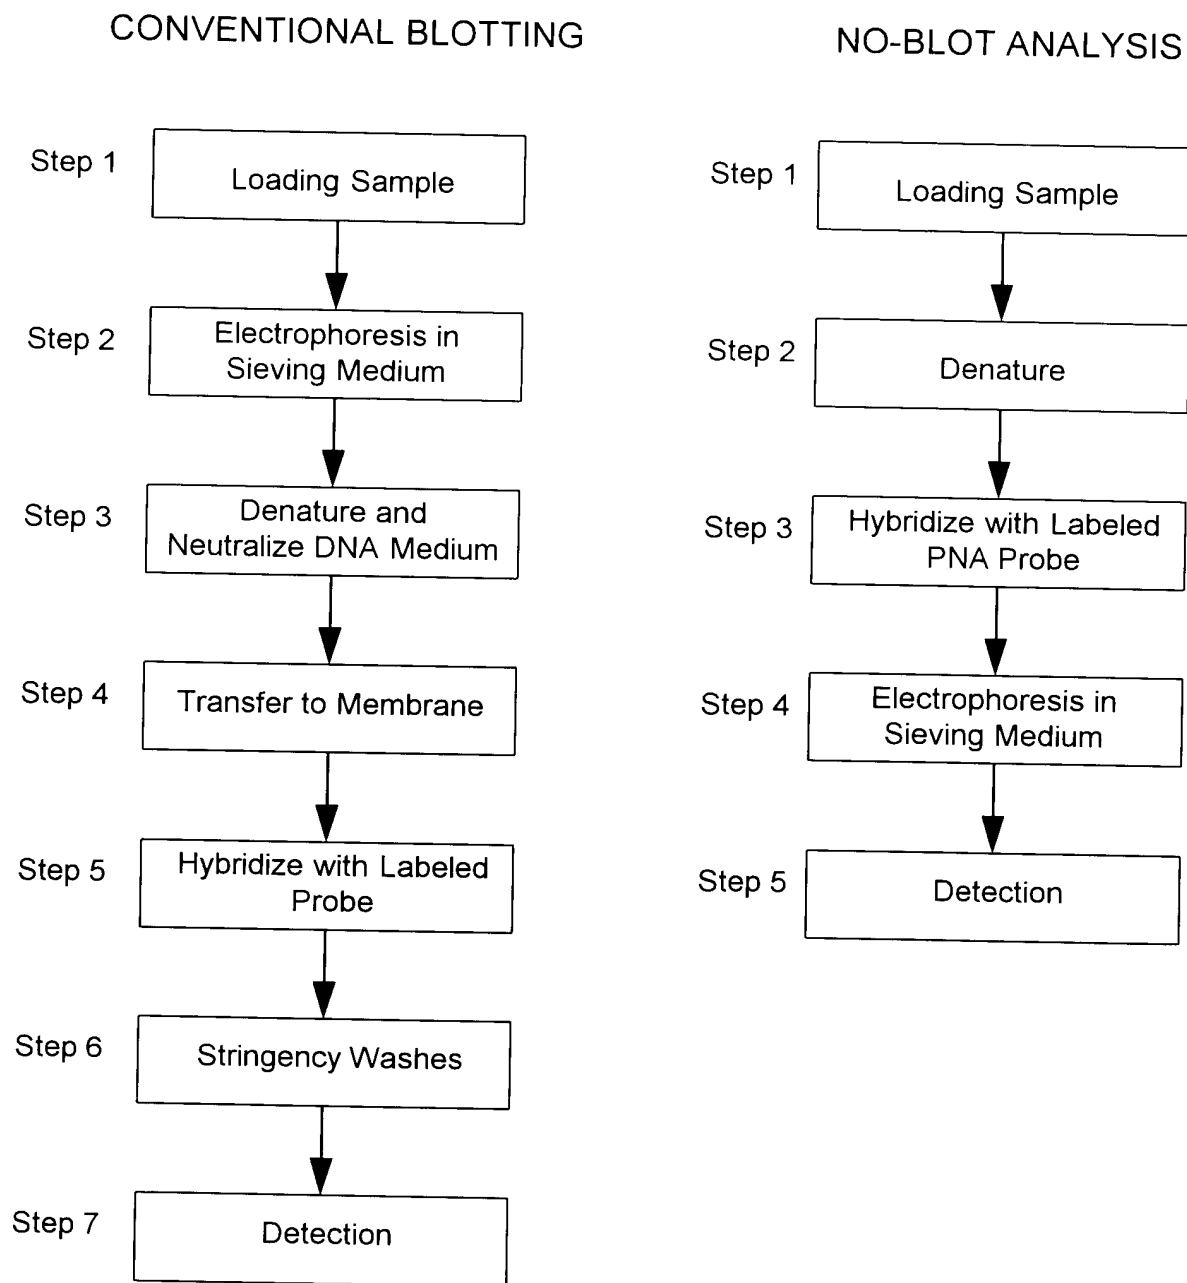 CONVENTIONAL BLOTTING
Step 1
Loading Sample
Step 2
Electrophoresis in
Sieving Medium
Step 3
Denature and
Neutralize DNA Medium
Step 4
Transfer to Membrane
Step 5
Hybridize with Labeled
Probe
Step 6
Stringency Washes
Step 7
Detection
NO-BLOT ANALYSIS
Step 1
Loading Sample
Step 2
Denature
Step 3
Hybridize with Labeled
PNA Probe
Step 4
Electrophoresis in
Sieving Medium
Step 5
Detection